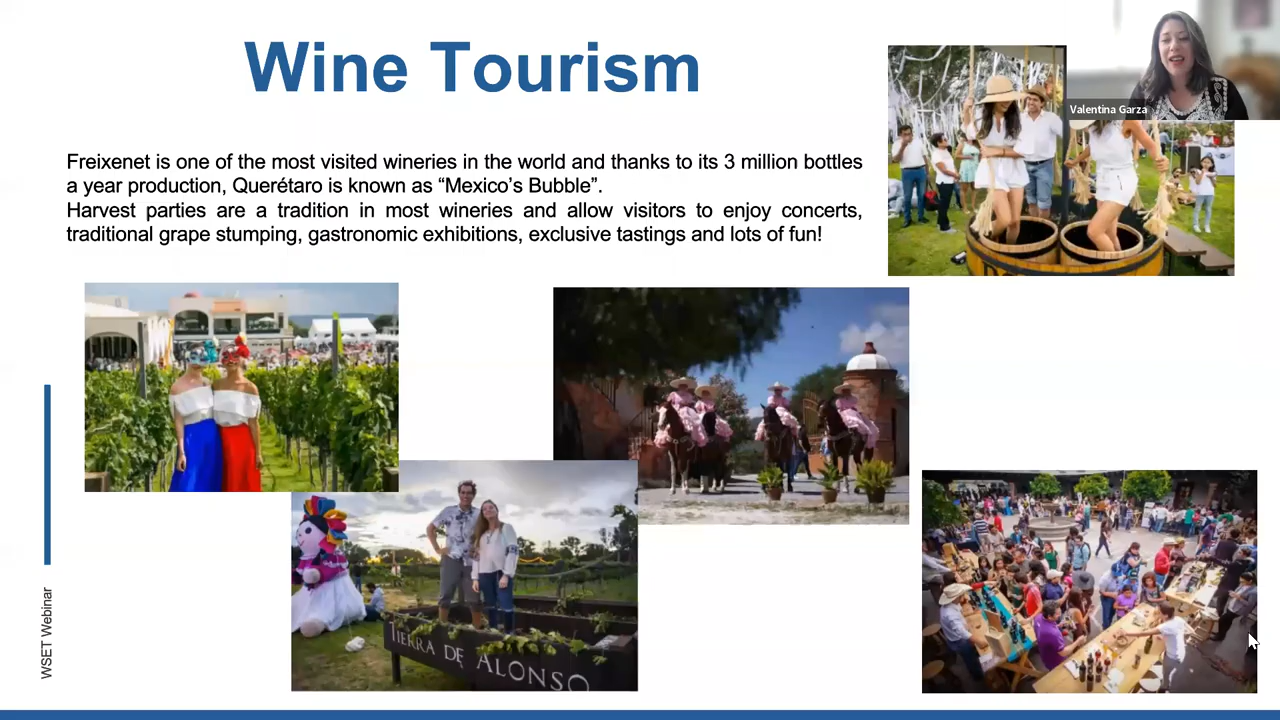 Wine Tourism
Valentina Garza
Freixenet is one of the most visited wineries in the world and thanks to its 3 million bottles
a year production, Querétaro is known as “Mexico’s Bubble”.
Harvest parties are a tradition in most wineries and allow visitors to enjoy concerts,
traditional grape stumping, gastronomic exhibitions, exclusive tastings and lots of fun!
TIERRA DE ALONSO
WSET Webinar